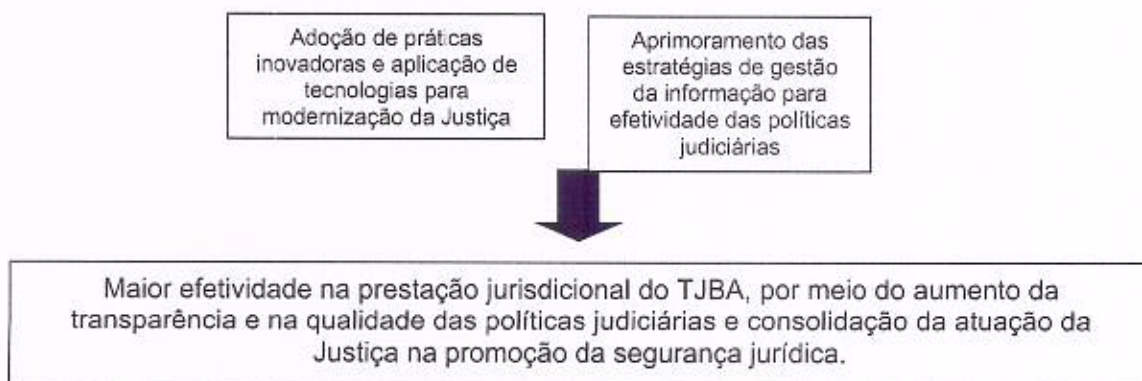 Adoção de práticas
inovadoras e aplicação de
tecnologias para
modernização da Justiça
Aprimoramento das
estratégias de gestão
da informação para
efetividade das políticas
judiciárias
Maior efetividade na prestação jurisdicional do TJBA, por meio do aumento da
transparência e na qualidade das políticas judiciárias e consolidação da atuação da
Justiça na promoção da segurança jurídica.